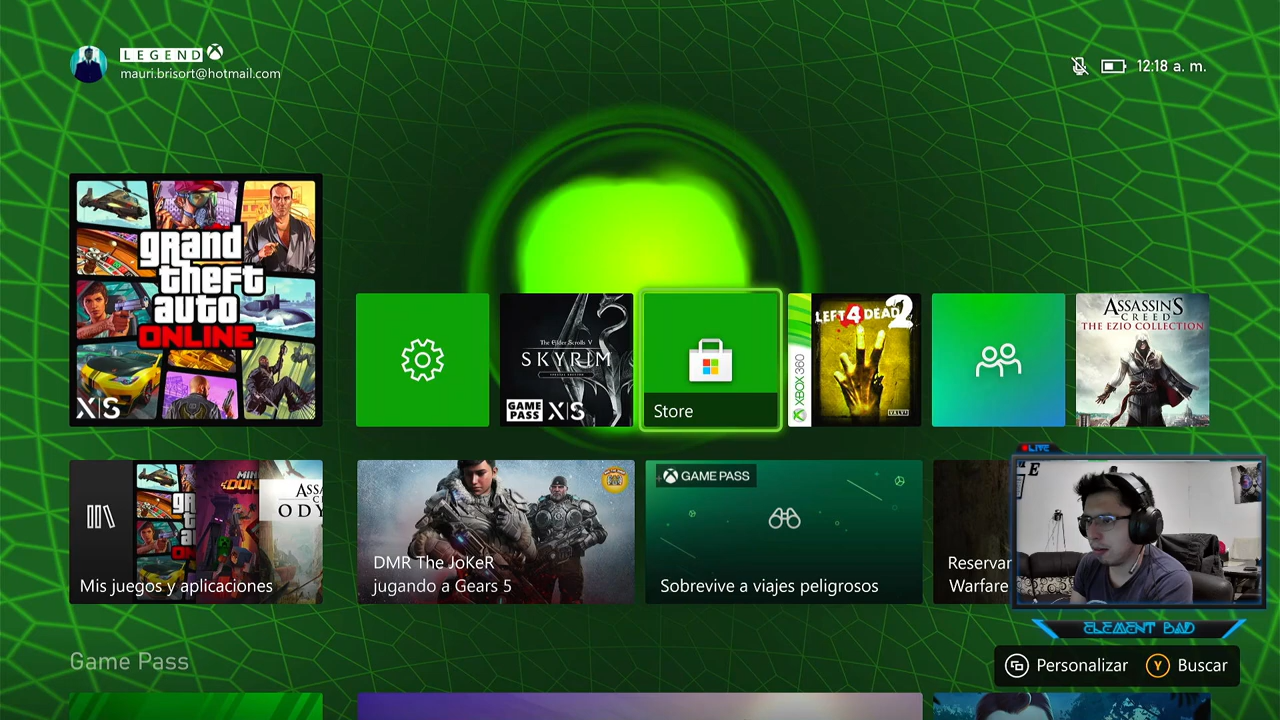 LEGEND
mauri.brisort@hotmail.com
12:18 a. m.
grand
theft
auto
ONLINE
X|S
The Elder Scrolls V
SKYRIM
GAME
PASS
X|S
Store
XBOX 360
LEFT 4 DEAD 2
VALVE
ASSASSIN'S
CREED
THE EZIO COLLECTION
Mis juegos y aplicaciones
DMR The JoKeR
jugando a Gears 5
GAME PASS
Sobrevive a viajes peligrosos
Reservar
Warfare
LIVE
E
ELEMENT BAD
Game Pass
Personalizar
Y
Buscar